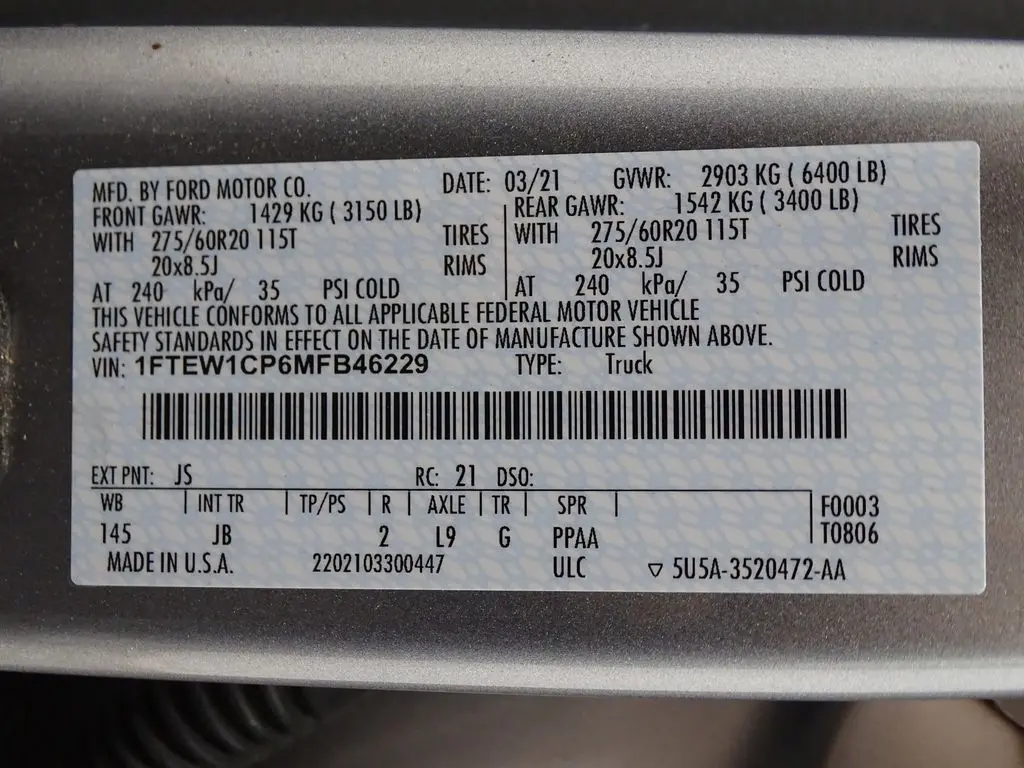 MFD. BY FORD MOTOR CO. DATE: 03/21 GVWR: 2903 KG ( 6400 LB)
FRONT GAWR: 1429 KG ( 3150 LB) REAR GAWR: 1542 KG ( 3400 LB)
WITH 275/60R20 115T TIRES WITH 275/60R20 115T TIRES
20x8.5J RIMS 20x8.5J RIMS
AT 240 kPa/ 35 PSI COLD AT 240 kPa/ 35 PSI COLD
THIS VEHICLE CONFORMS TO ALL APPLICABLE FEDERAL MOTOR VEHICLE
SAFETY STANDARDS IN EFFECT ON THE DATE OF MANUFACTURE SHOWN ABOVE.
VIN: 1FTEW1CP6MFB46229 TYPE: Truck
EXT PNT: JS RC: 21 DSO:
WB INT TR TP/PS R AXLE TR SPR F0003
145 JB 2 L9 G PPAA T0806
MADE IN U.S.A. 2202103300447 ULC ▽ 5U5A-3520472-AA